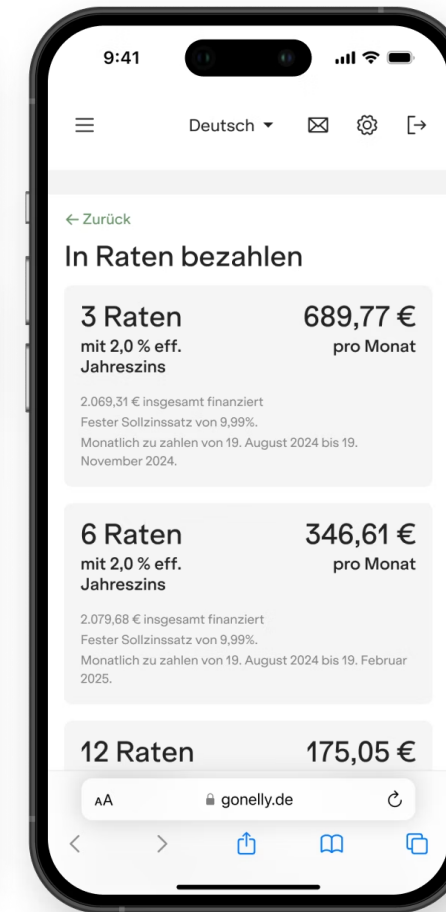 9:41
Deutsch
← Zurück
In Raten bezahlen
3 Raten 689,77 €
mit 2,0 % eff. pro Monat
Jahreszins
2.069,31 € insgesamt finanziert
Fester Sollzinssatz von 9,99%.
Monatlich zu zahlen von 19. August 2024 bis 19.
November 2024.
6 Raten 346,61 €
mit 2,0 % eff. pro Monat
Jahreszins
2.079,68 € insgesamt finanziert
Fester Sollzinssatz von 9,99%.
Monatlich zu zahlen von 19. August 2024 bis 19. Februar
2025.
12 Raten 175,05 €
AA gonelly.de